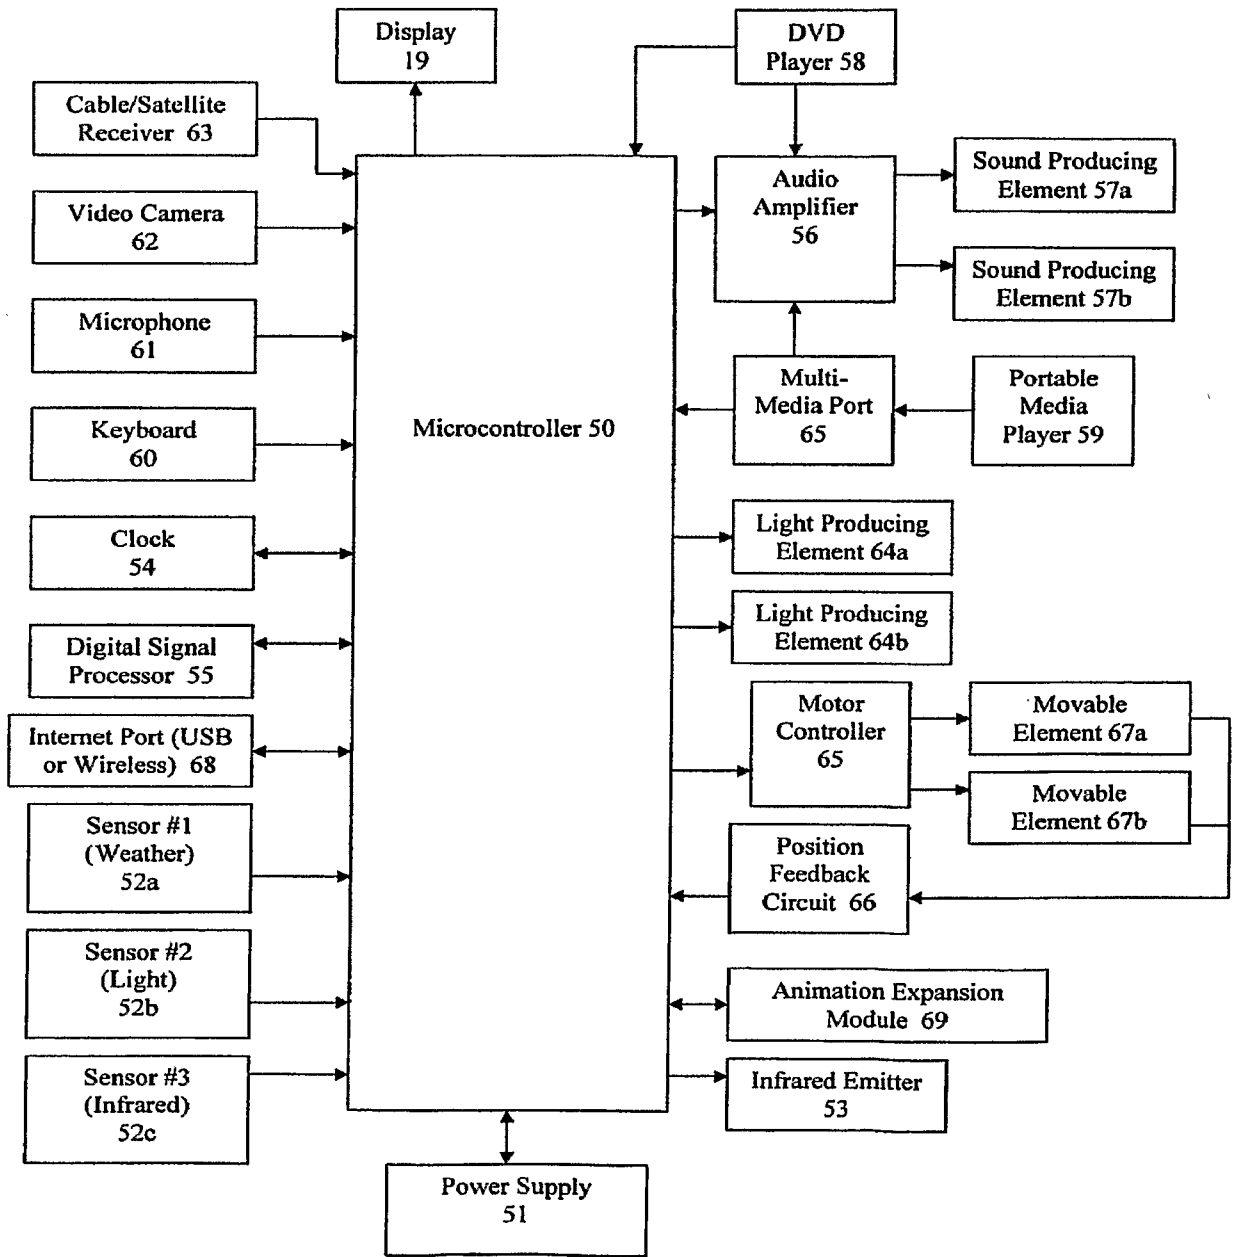 Display
19
DVD
Player 58
Cable/Satellite
Receiver 63
Video Camera
62
Microphone
61
Keyboard
60
Clock
54
Digital Signal
Processor 55
Internet Port (USB
or Wireless) 68
Sensor #1
(Weather)
52a
Sensor #2
(Light)
52b
Sensor #3
(Infrared)
52c
Microcontroller 50
Power Supply
51
Audio
Amplifier
56
Sound Producing
Element 57a
Sound Producing
Element 57b
Multi-
Media Port
65
Portable
Media
Player 59
Light Producing
Element 64a
Light Producing
Element 64b
Motor
Controller
65
Movable
Element 67a
Movable
Element 67b
Position
Feedback
Circuit 66
Animation Expansion
Module 69
Infrared Emitter
53